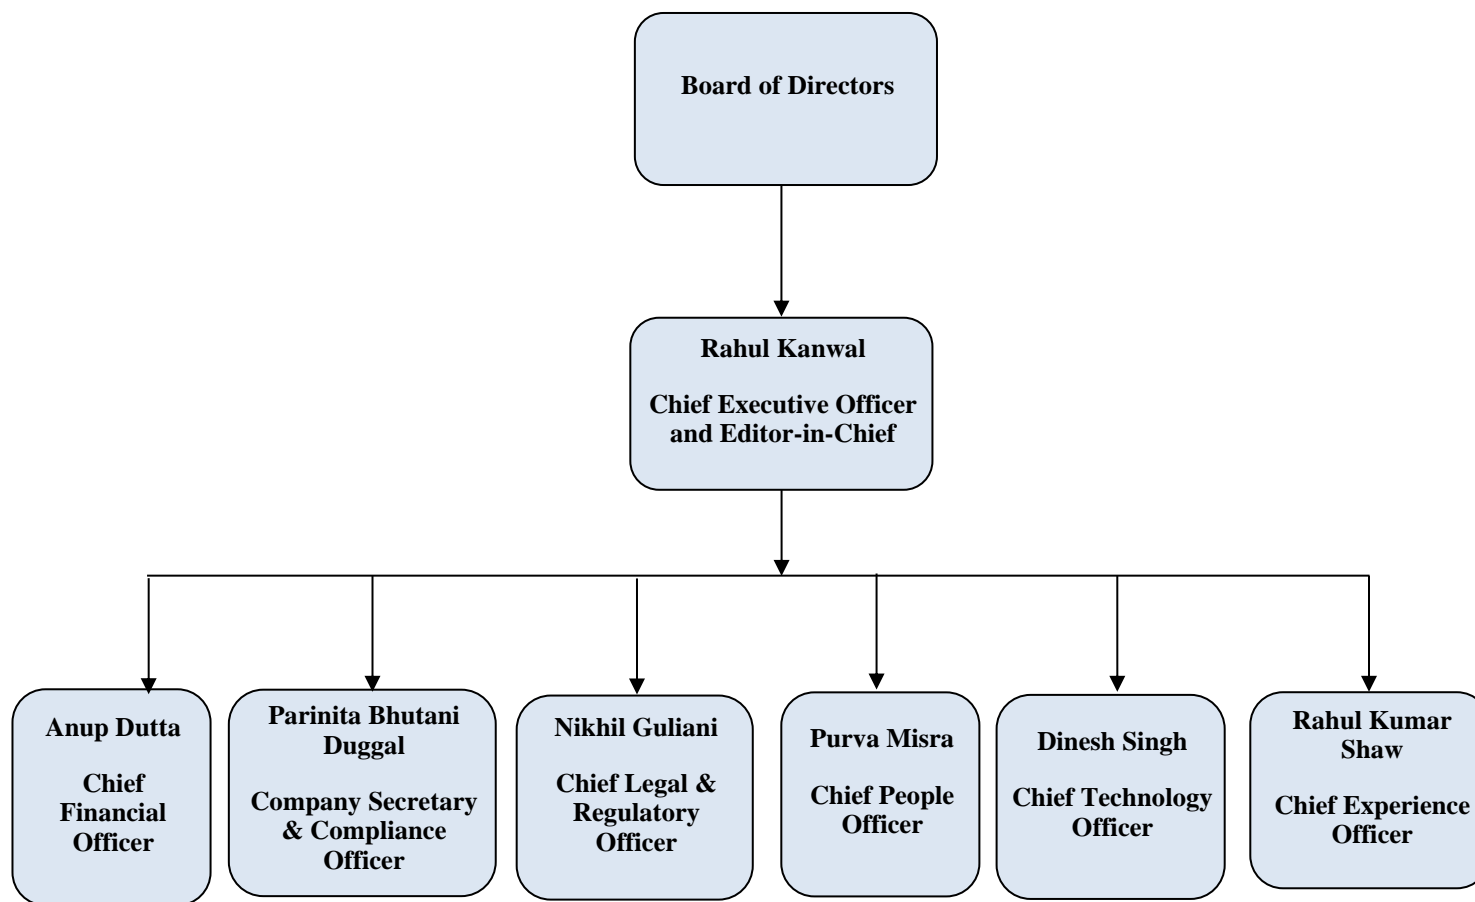 Board of Directors
Rahul Kanwal
Chief Executive Officer
and Editor-in-Chief
Anup Dutta
Chief
Financial
Officer
Parinita Bhutani
Duggal
Company Secretary
& Compliance
Officer
Nikhil Guliani
Chief Legal &
Regulatory
Officer
Purva Misra
Chief People
Officer
Dinesh Singh
Chief Technology
Officer
Rahul Kumar
Shaw
Chief Experience
Officer